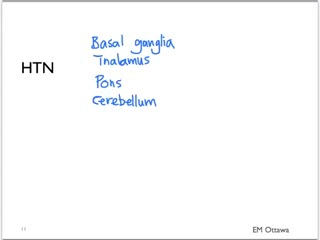 Basal ganglia
HTN
Thalamus
Pons
Cerebellum
11
EM Ottawa